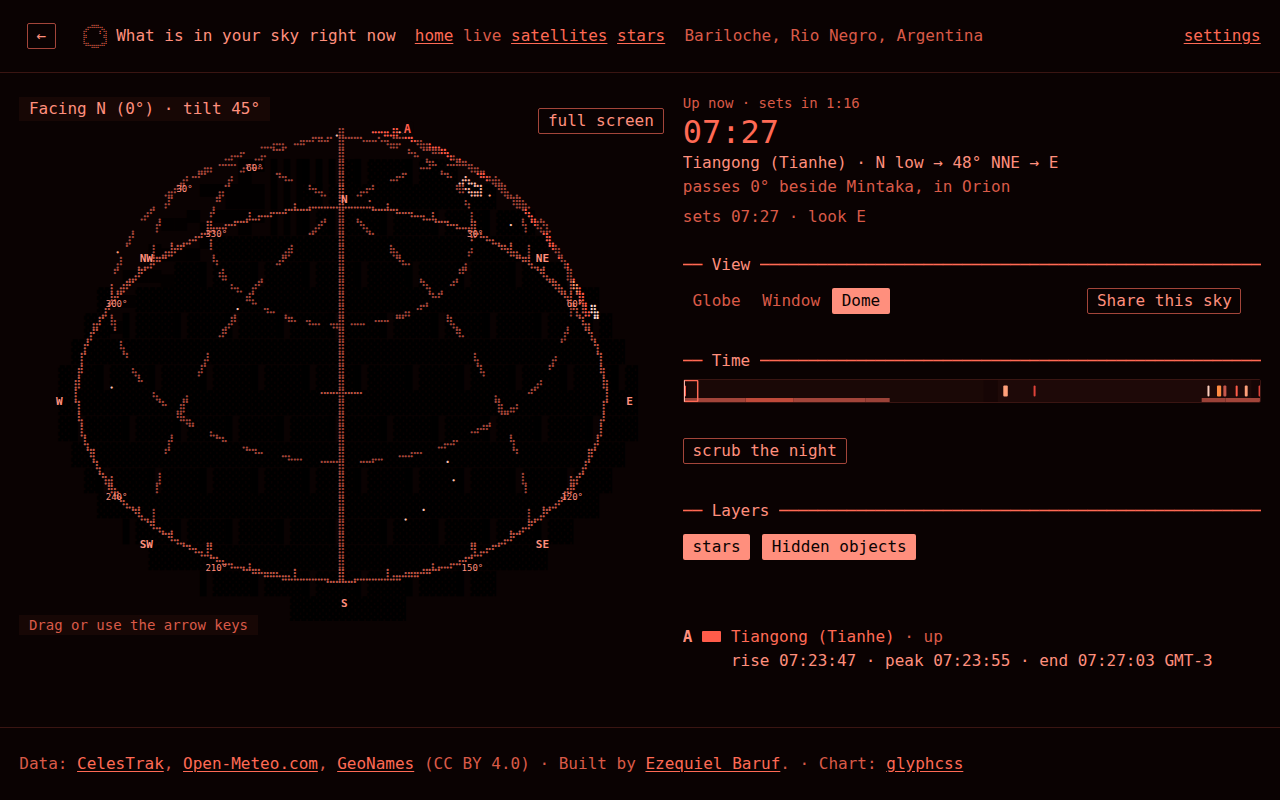 ← What is in your sky right now home live satellites stars Bariloche, Rio Negro, Argentina settings
Facing N (0°) · tilt 45°
full screen
A
60°
30°
N
330°
30°
NW
NE
300°
60°
W
E
240°
120°
SW
SE
210°
150°
S
Drag or use the arrow keys
Up now · sets in 1:16
07:27
Tiangong (Tianhe) · N low → 48° NNE → E
passes 0° beside Mintaka, in Orion
sets 07:27 · look E
View
Globe Window Dome Share this sky
Time
scrub the night
Layers
stars Hidden objects
A Tiangong (Tianhe) · up
rise 07:23:47 · peak 07:23:55 · end 07:27:03 GMT-3
Data: CelesTrak, Open-Meteo.com, GeoNames (CC BY 4.0) · Built by Ezequiel Baruf. · Chart: glyphcss